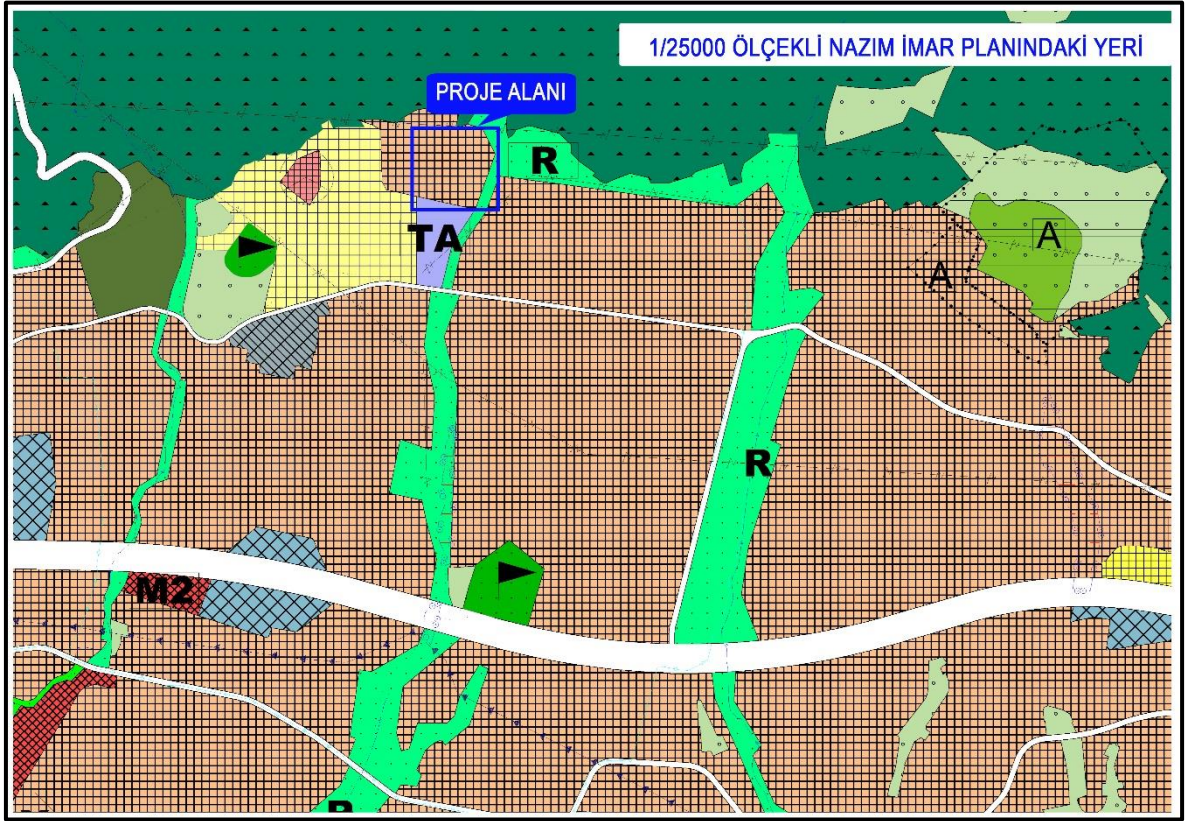 1/25000 ÖLÇEKLİ NAZIM İMAR PLANINDAKİ YERİ
PROJE ALANI
R
TA
A
A
R
M2
R